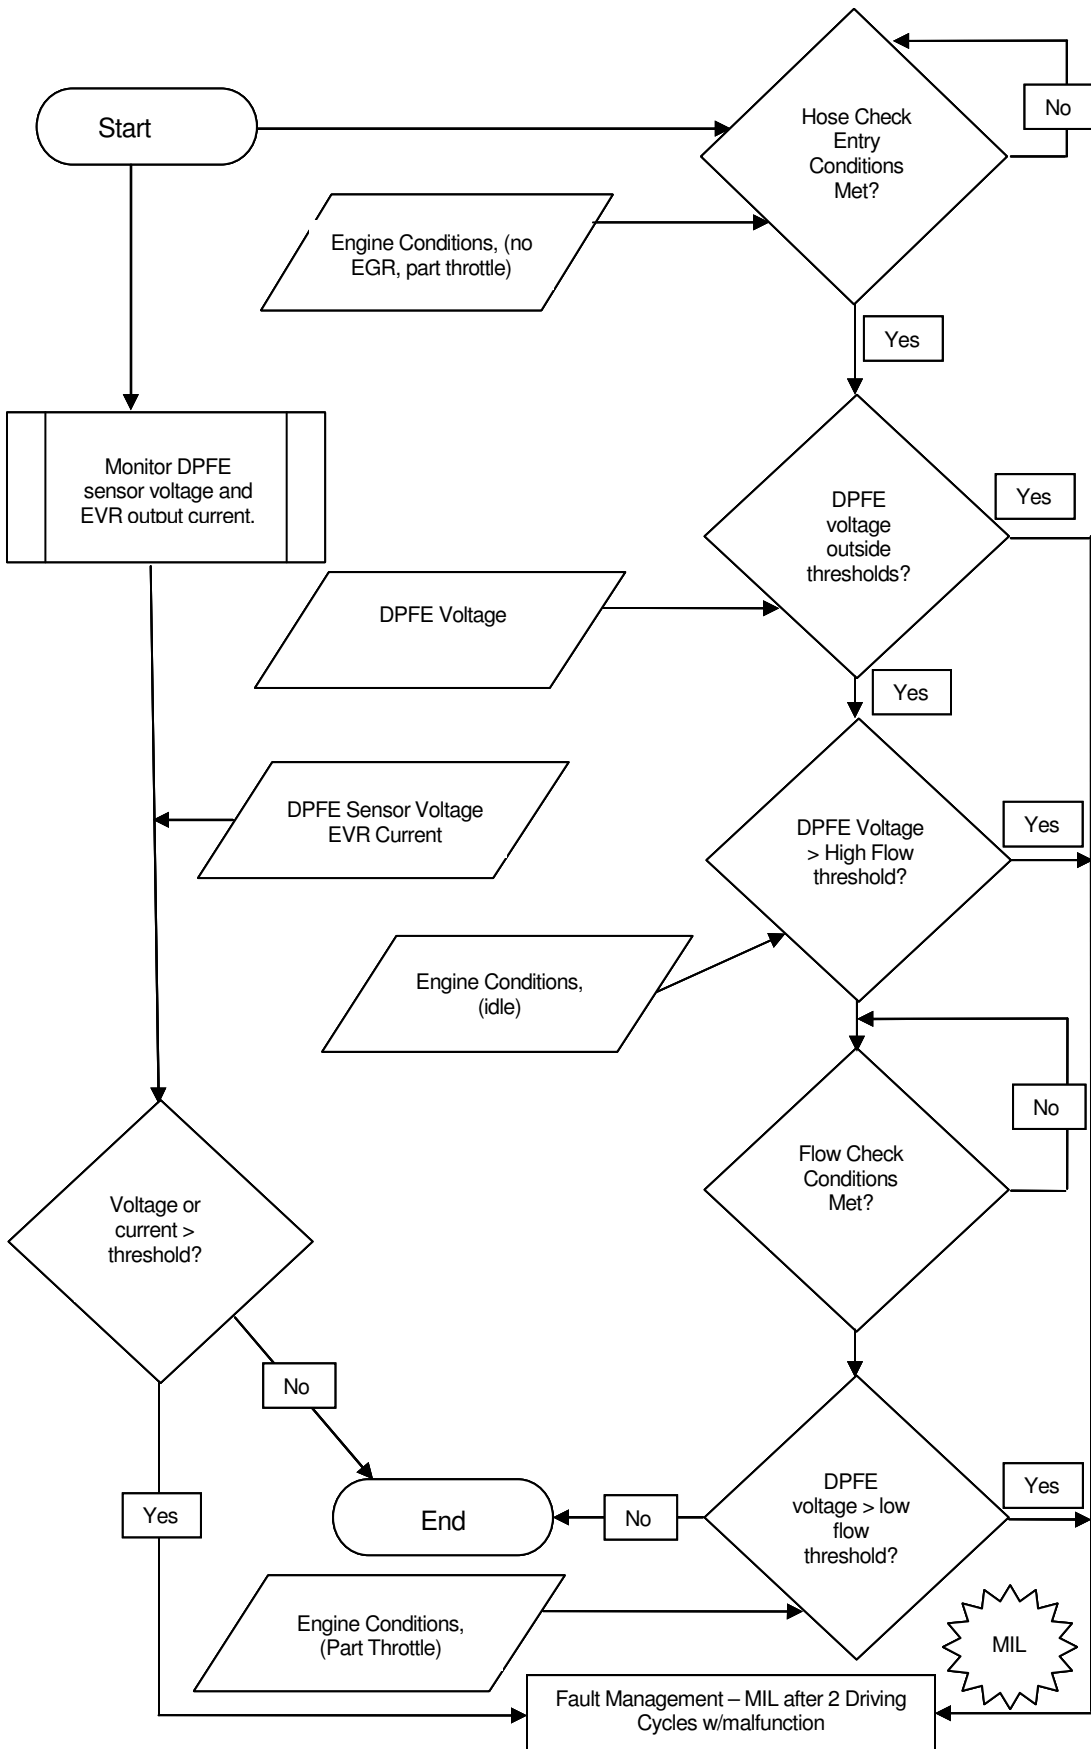 Start
Hose Check
Entry
Conditions
Met?
No
Engine Conditions, (no
EGR, part throttle)
Yes
Monitor DPFE
sensor voltage and
EVR output current.
DPFE
voltage
outside
thresholds?
Yes
DPFE Voltage
Yes
DPFE Sensor Voltage
EVR Current
DPFE Voltage
> High Flow
threshold?
Yes
Engine Conditions,
(idle)
No
Flow Check
Conditions
Met?
Voltage or
current >
threshold?
No
Yes
End
No
DPFE
voltage > low
flow
threshold?
Yes
Engine Conditions,
(Part Throttle)
MIL
Fault Management – MIL after 2 Driving
Cycles w/malfunction